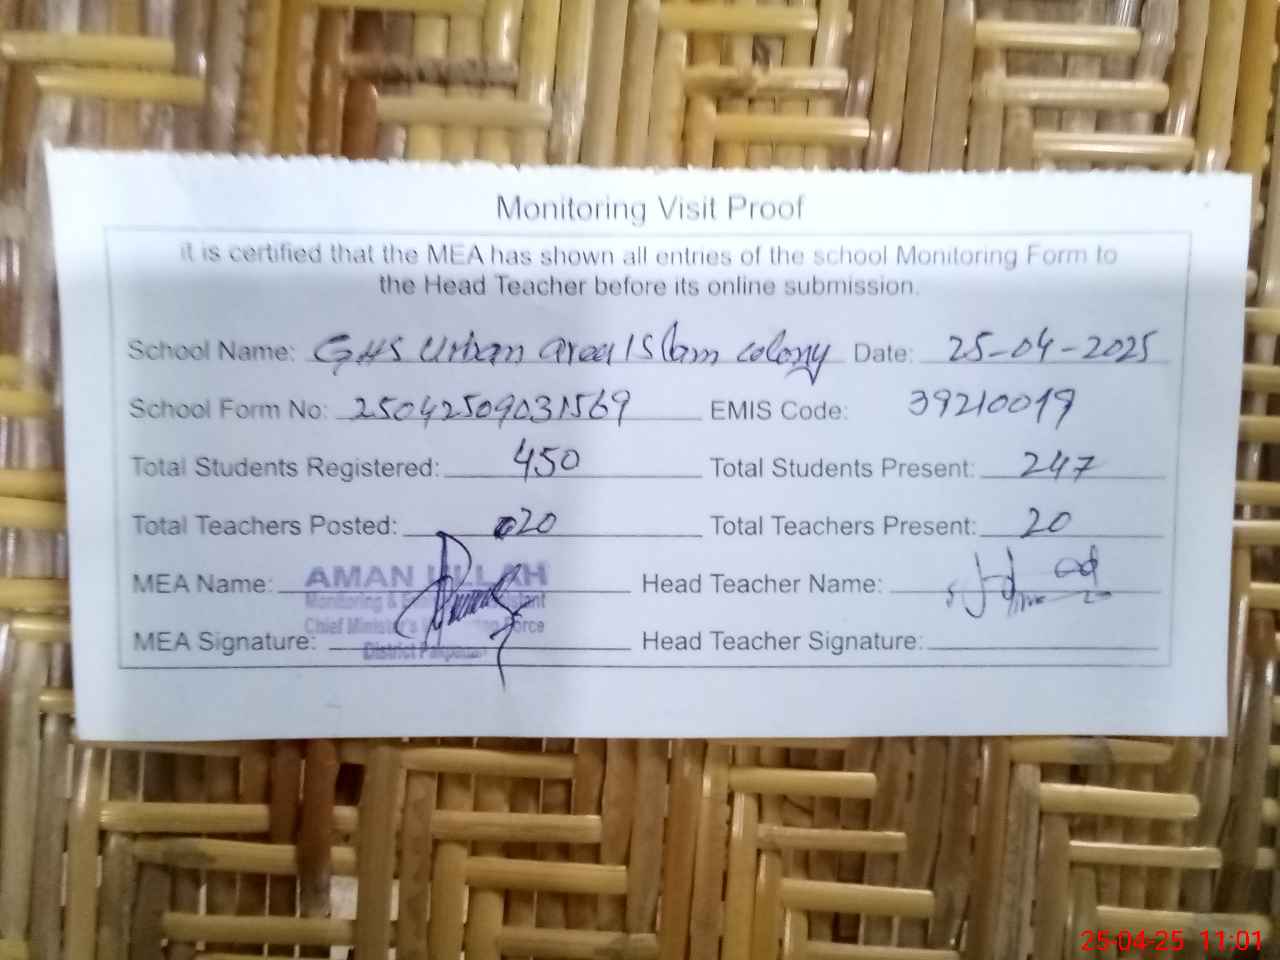 Monitoring Visit Proof
it is certified that the MEA has shown all entries of the school Monitoring Form to
the Head Teacher before its online submission.
School Name: GHS Urban area Islam colony Date: 25-04-2025
School Form No: 25042509031569 EMIS Code: 39210019
Total Students Registered: 450 Total Students Present: 247
Total Teachers Posted: 20 Total Teachers Present: 20
MEA Name: AMAN ULLAH Head Teacher Name:
Monitoring &
Chief Minister's Force
MEA Signature: Head Teacher Signature:
District
25-04-25 11:01